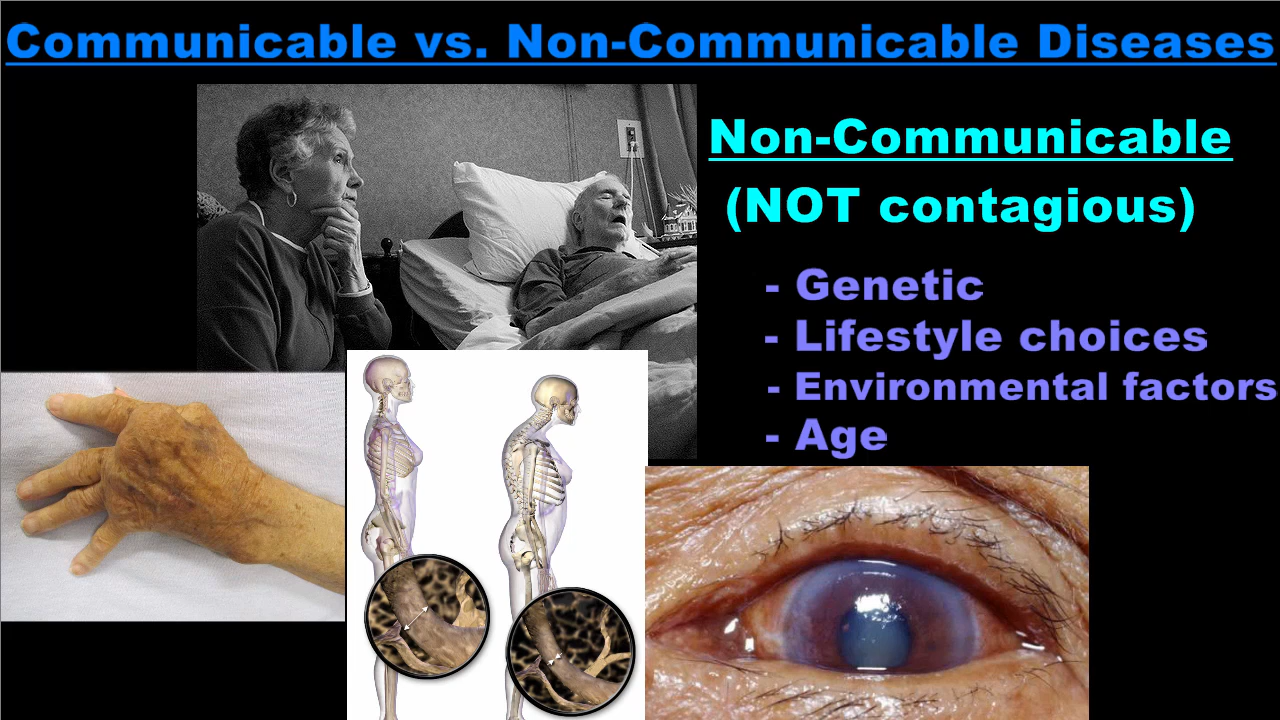 Communicable vs. Non-Communicable Diseases
Non-Communicable
(NOT contagious)
- Genetic
- Lifestyle choices
- Environmental factors
- Age